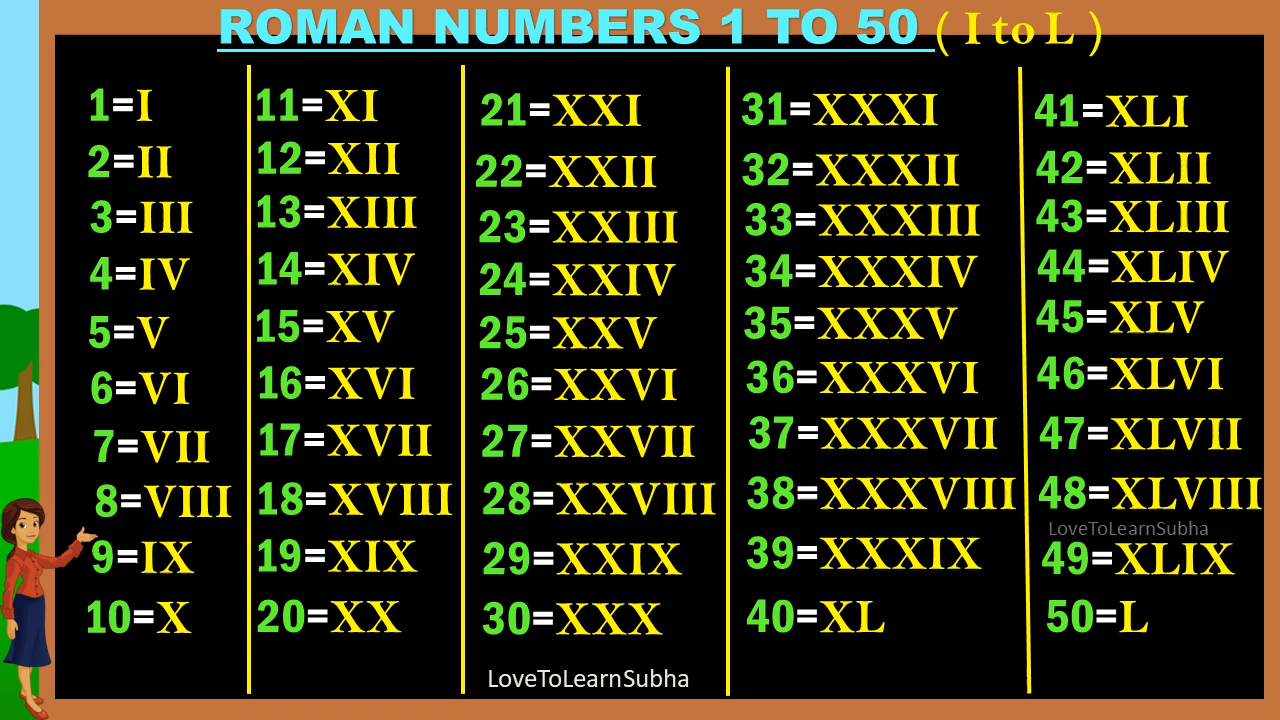 ROMAN NUMBERS 1 TO 50 ( I to L )
1=I
2=II
3=III
4=IV
5=V
6=VI
7=VII
8=VIII
9=IX
10=X
11=XI
12=XII
13=XIII
14=XIV
15=XV
16=XVI
17=XVII
18=XVIII
19=XIX
20=XX
21=XXI
22=XXII
23=XXIII
24=XXIV
25=XXV
26=XXVI
27=XXVII
28=XXVIII
29=XXIX
30=XXX
LoveToLearnSubha
31=XXXI
32=XXXII
33=XXXIII
34=XXXIV
35=XXXV
36=XXXVI
37=XXXVII
38=XXXVIII
39=XXXIX
40=XL
41=XLI
42=XLII
43=XLIII
44=XLIV
45=XLV
46=XLVI
47=XLVII
48=XLVIII
LoveToLearnSubha
49=XLIX
50=L